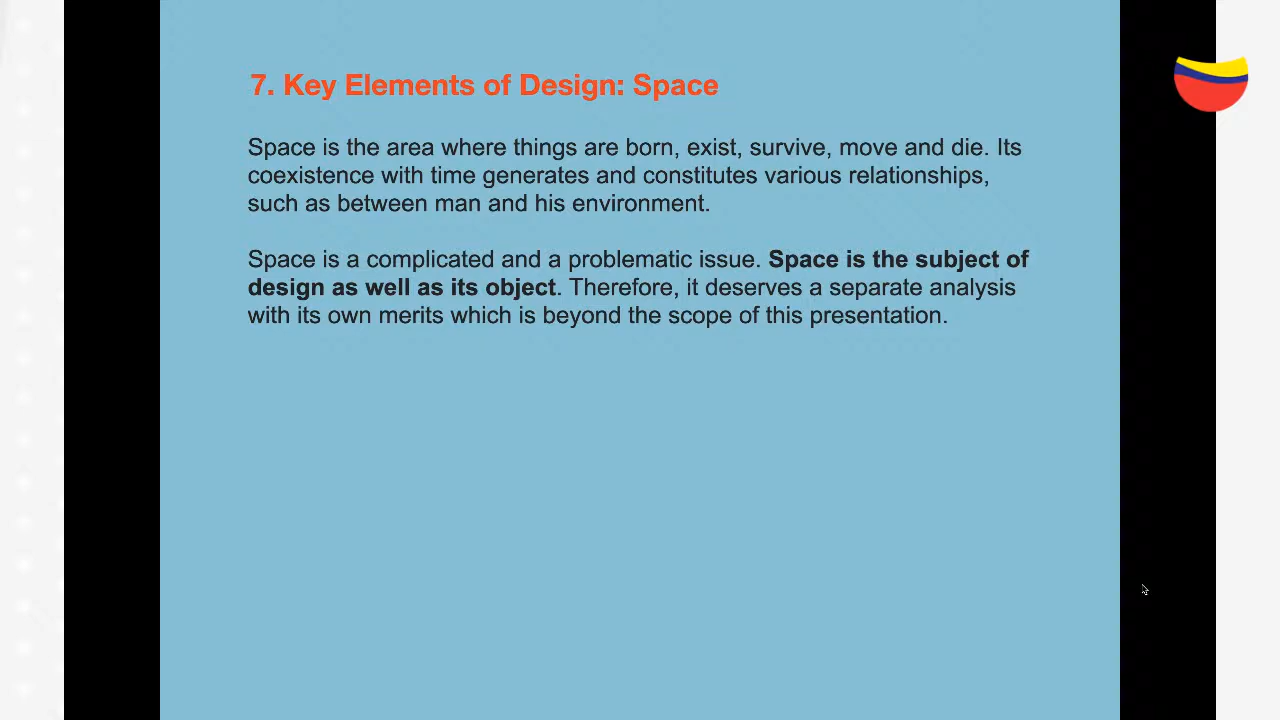 7. Key Elements of Design: Space
Space is the area where things are born, exist, survive, move and die. Its
coexistence with time generates and constitutes various relationships,
such as between man and his environment.
Space is a complicated and a problematic issue. Space is the subject of
design as well as its object. Therefore, it deserves a separate analysis
with its own merits which is beyond the scope of this presentation.